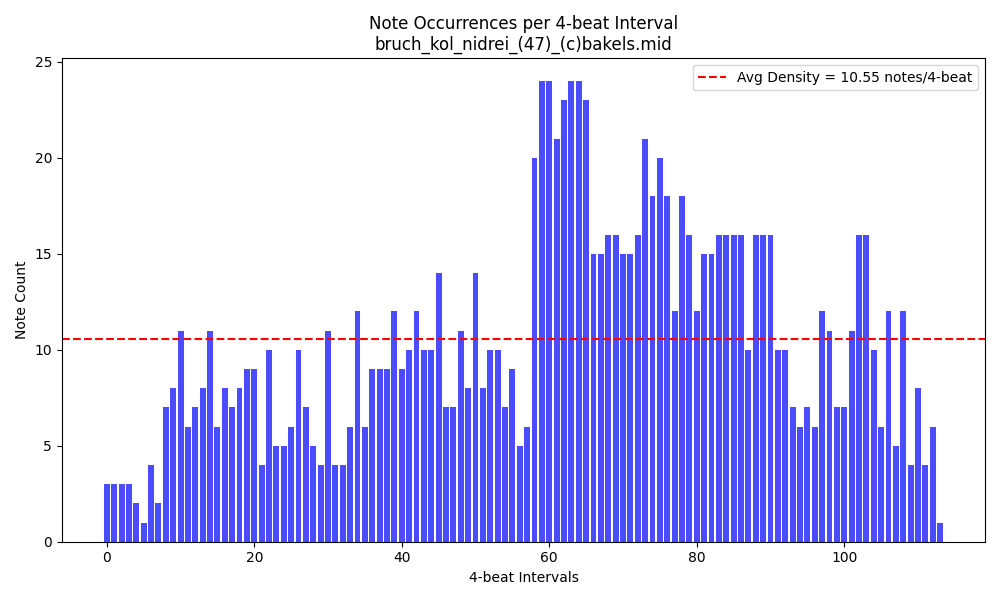 Note Occurrences per 4-beat Interval
bruch_kol_nidrei_(47)_(c)bakels.mid
Avg Density = 10.55 notes/4-beat
25
20
15
10
5
0
Note Count
0 20 40 60 80 100
4-beat Intervals